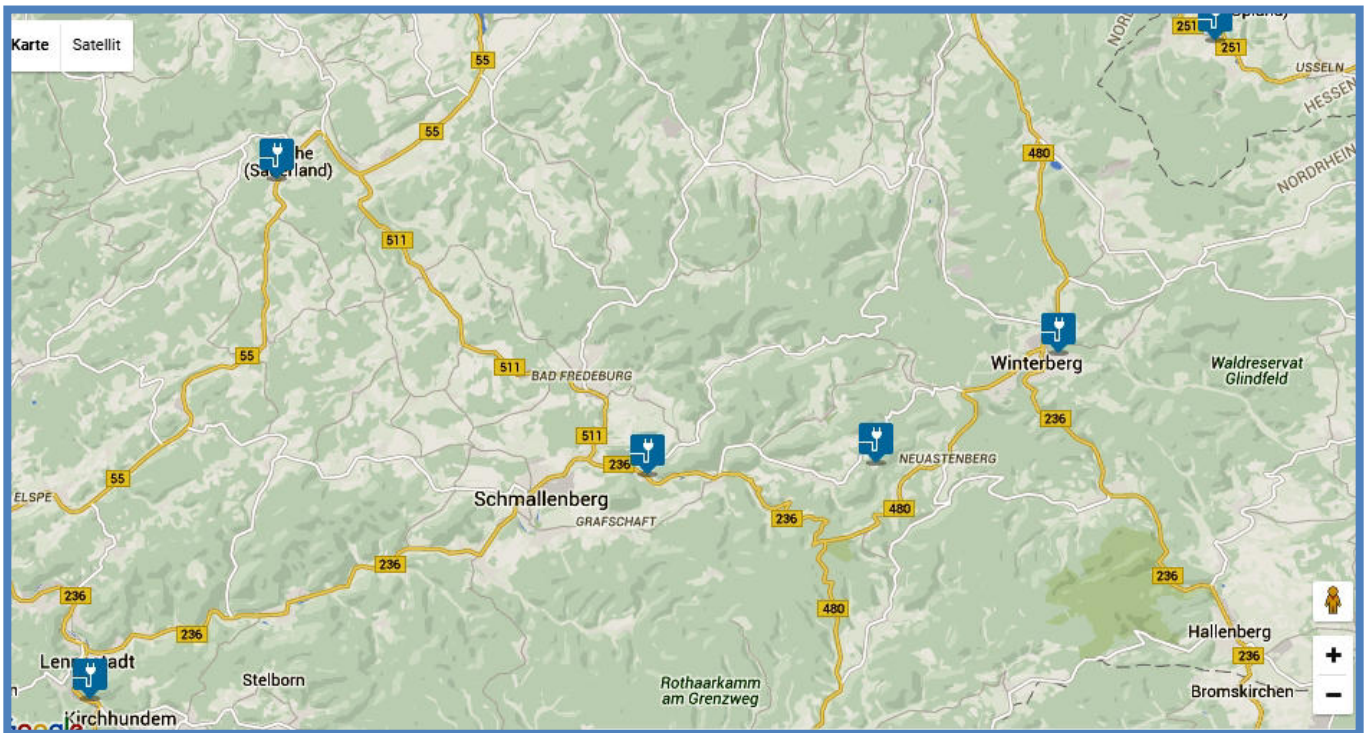 Karte Satellit
251
251
USSELN
HESSEN
NORDRHEIN
55
55
480
(Sauerland)
511
55
511
BAD FREDEBURG
Winterberg
Waldreservat
Glindfeld
236
511
236
NEUASTENBERG
55
ELSPE
Schmallenberg
GRAFSCHAFT
236
480
236
236
236
480
236
Hallenberg
236
Lennestadt
Stelborn
Rothaarkamm
am Grenzweg
Bromskirchen
+
−
Kirchhundem
Google